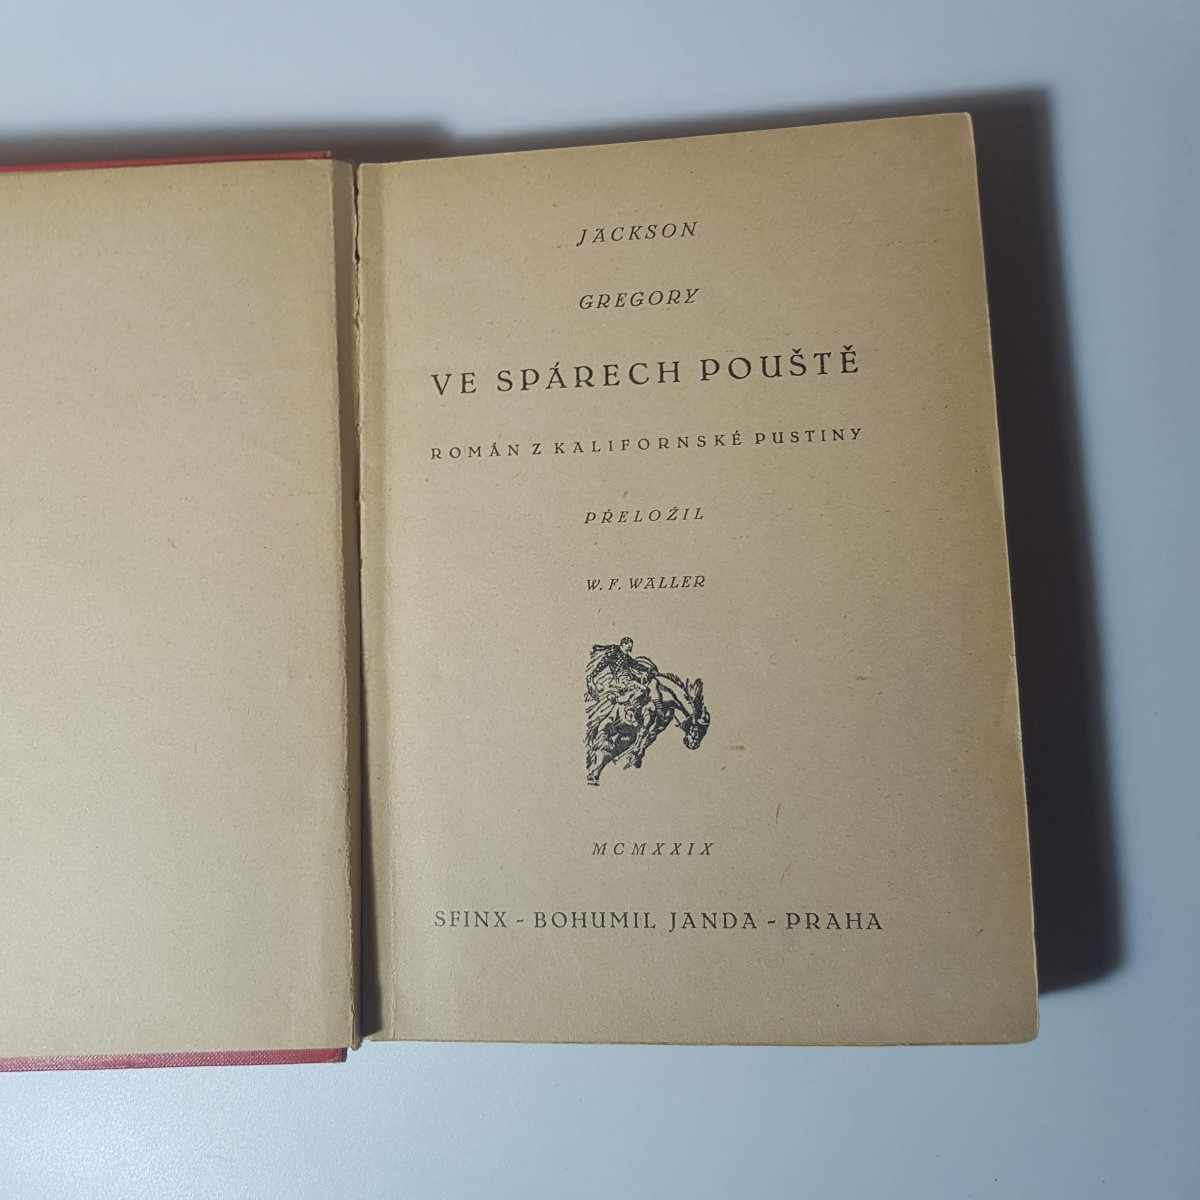 JACKSON
GREGORY
VE SPÁRECH POUŠTĚ
ROMÁN Z KALIFORNSKÉ PUSTINY
PŘELOŽIL
W. F. WALLER
MCMXXIX
SFINX - BOHUMIL JANDA - PRAHA